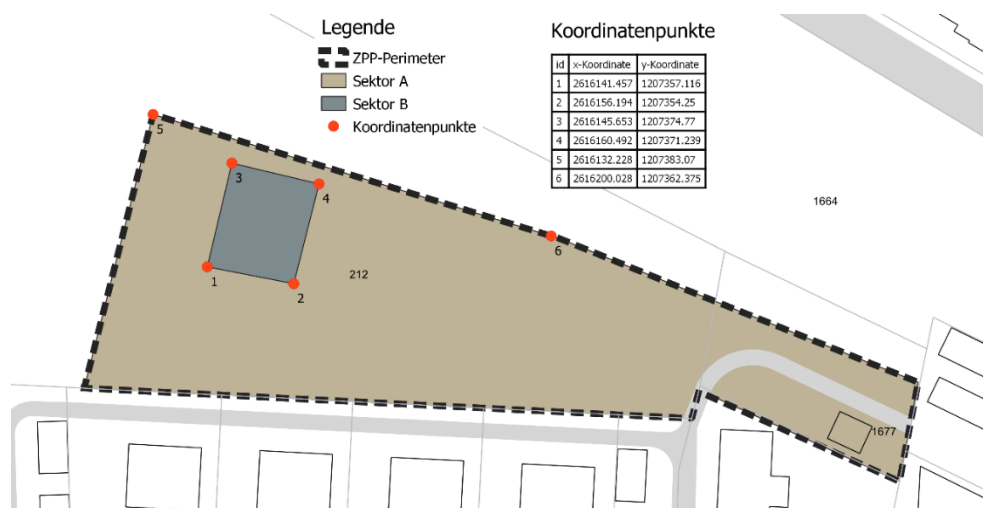 Legende
ZPP-Perimeter
Sektor A
Sektor B
Koordinatenpunkte
Koordinatenpunkte
id x-Koordinate y-Koordinate
1 2616141.457 1207357.116
2 2616156.194 1207354.25
3 2616145.653 1207374.77
4 2616160.492 1207371.239
5 2616132.228 1207383.07
6 2616200.028 1207362.375
5
3
4
1664
6
1
212
2
1677